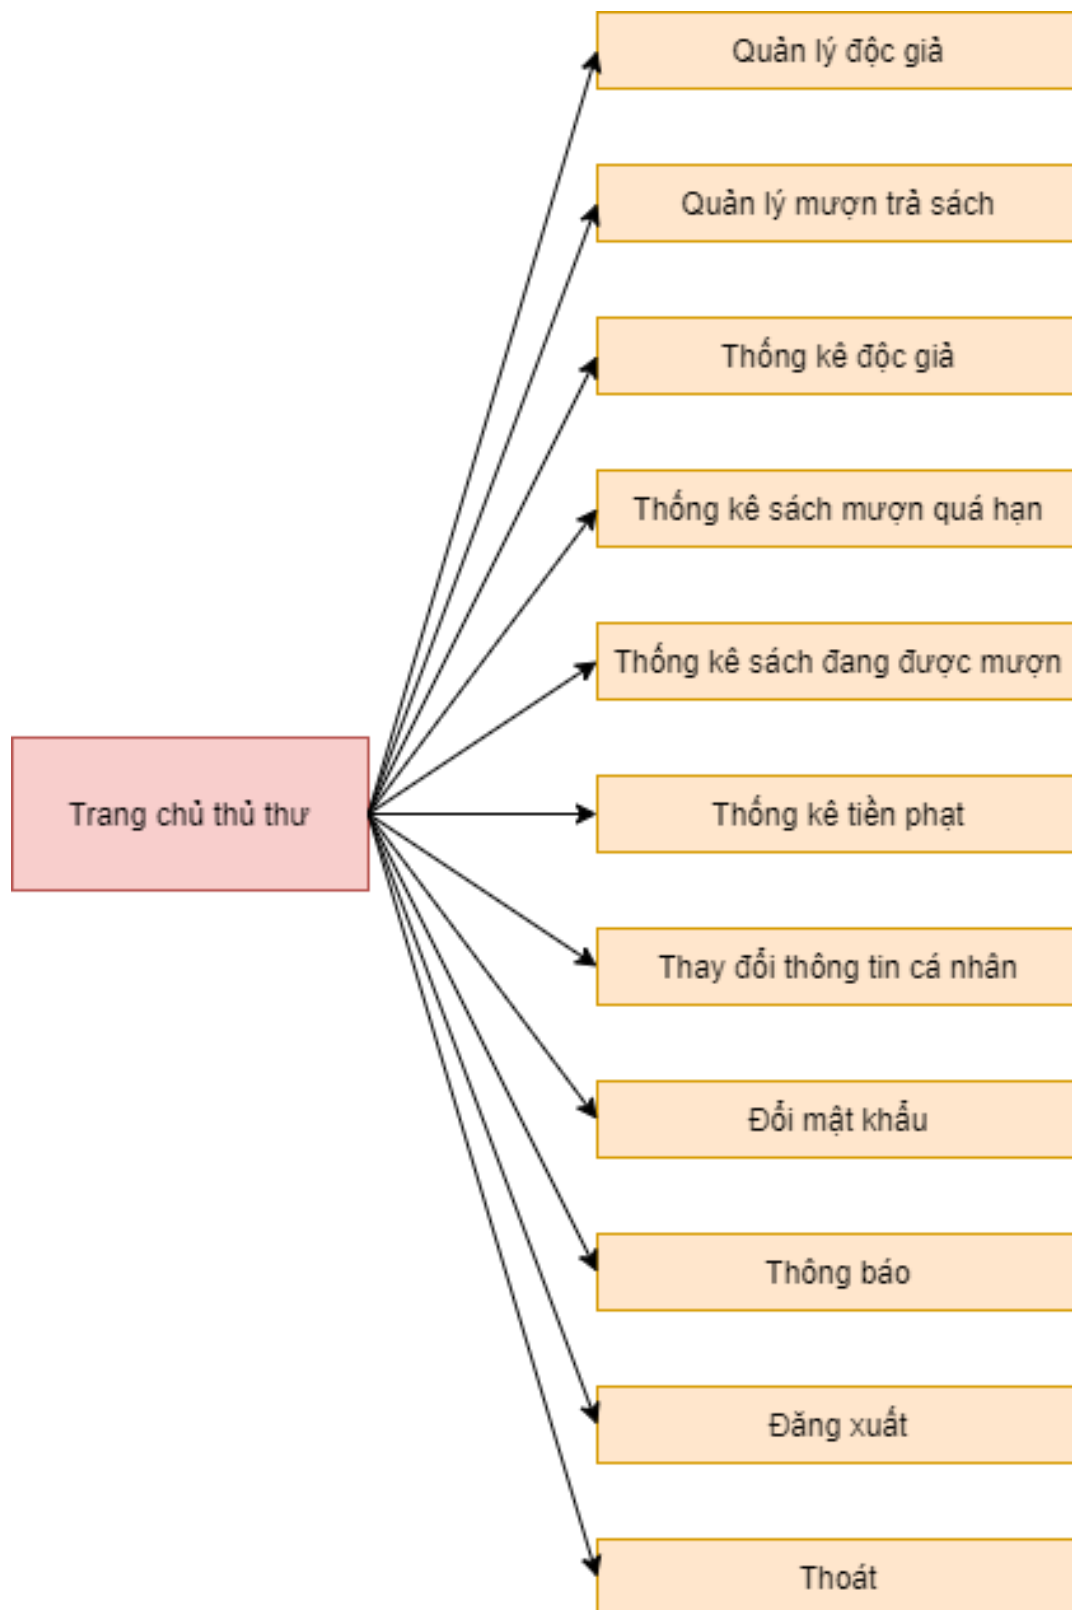 Quản lý độc giả
Quản lý mượn trả sách
Thống kê độc giả
Thống kê sách mượn quá hạn
Thống kê sách đang được mượn
Trang chủ thủ thư
Thống kê tiền phạt
Thay đổi thông tin cá nhân
Đổi mật khẩu
Thông báo
Đăng xuất
Thoát